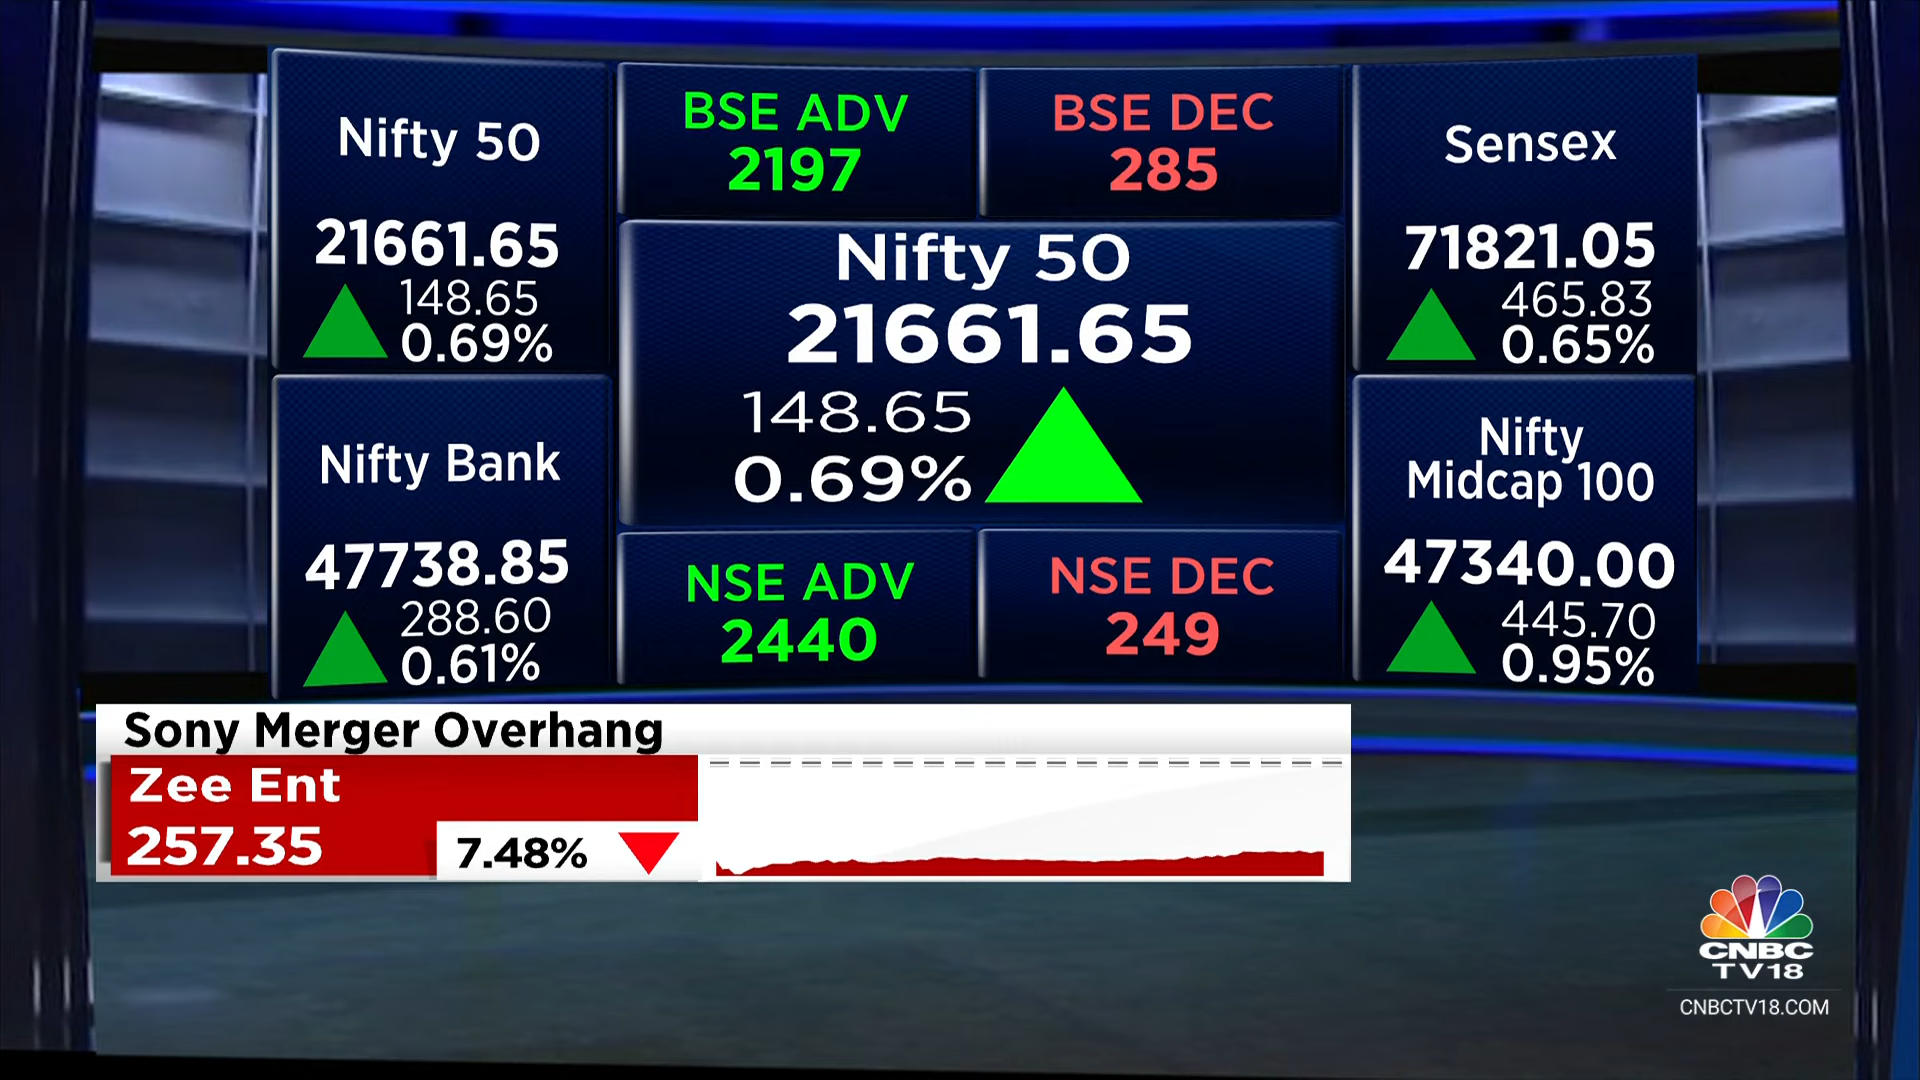 Nifty 50
21661.65
148.65
0.69%
BSE ADV
2197
BSE DEC
285
Sensex
71821.05
465.83
0.65%
Nifty 50
21661.65
148.65
0.69%
Nifty Bank
47738.85
288.60
0.61%
NSE ADV
2440
NSE DEC
249
Nifty
Midcap 100
47340.00
445.70
0.95%
Sony Merger Overhang
Zee Ent
257.35
7.48%
CNBC
TV18
CNBCTV18.COM